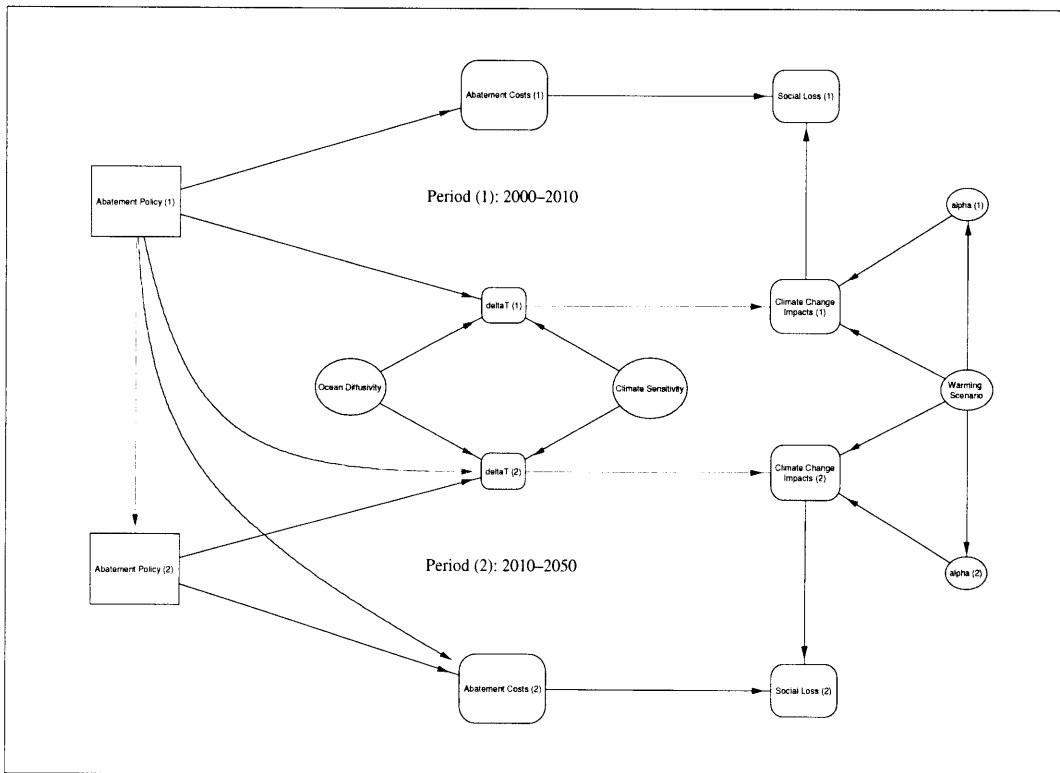 Abatement Costs (1)
Social Loss (1)
Abatement Policy (1)
Period (1): 2000–2010
alpha (1)
deltaT (1)
Climate Change
Impacts (1)
Ocean Diffusivity
Climate Sensitivity
Warming
Scenario
deltaT (2)
Climate Change
Impacts (2)
Abatement Policy (2)
Period (2): 2010–2050
alpha (2)
Abatement Costs (2)
Social Loss (2)